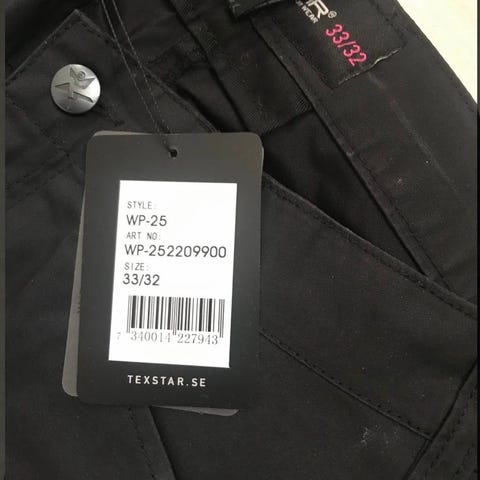 33/32
STYLE:
WP-25
ART NO:
WP-252209900
SIZE:
33/32
7 340014 227943
TEXSTAR.SE